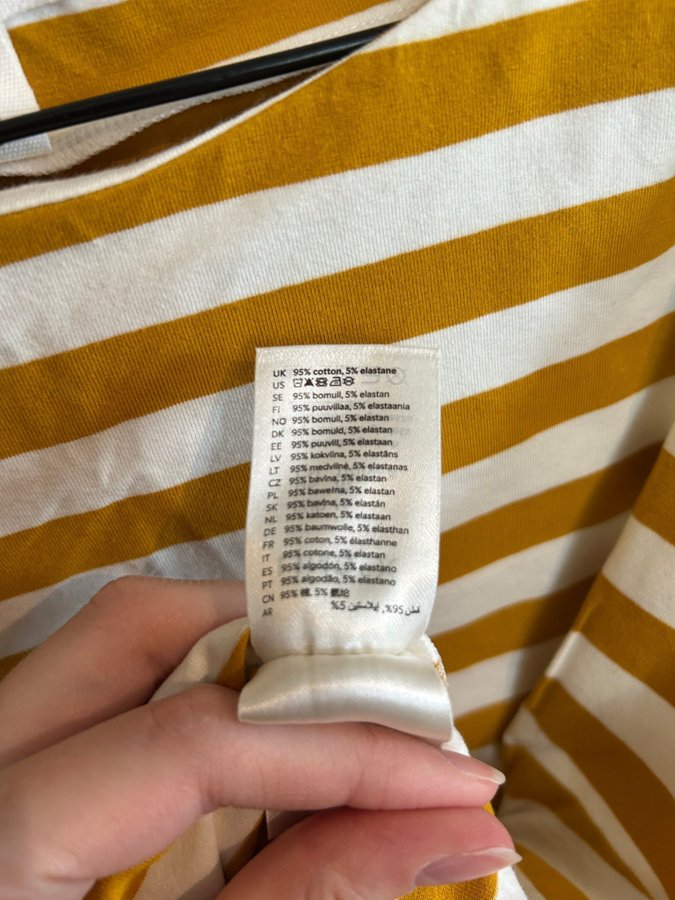 UK 95% cotton, 5% elastane
US
SE 95% bomull, 5% elastan
FI 95% puuvillaa, 5% elastaania
NO 95% bomull, 5% elastan
DK 95% bomuld, 5% elastan
EE 95% puuvill, 5% elastaan
LV 95% kokvilna, 5% elastāns
LT 95% medvilnė, 5% elastanas
CZ 95% bavlna, 5% elastan
PL 95% bawełna, 5% elastan
SK 95% bavlna, 5% elastán
NL 95% katoen, 5% elastaan
DE 95% baumwolle, 5% elasthan
FR 95% coton, 5% élasthanne
IT 95% cotone, 5% elastan
ES 95% algodón, 5% elastano
PT 95% algodão, 5% elastano
CN 95% 棉, 5%
AR قطن 95%, إيلاستين 5%